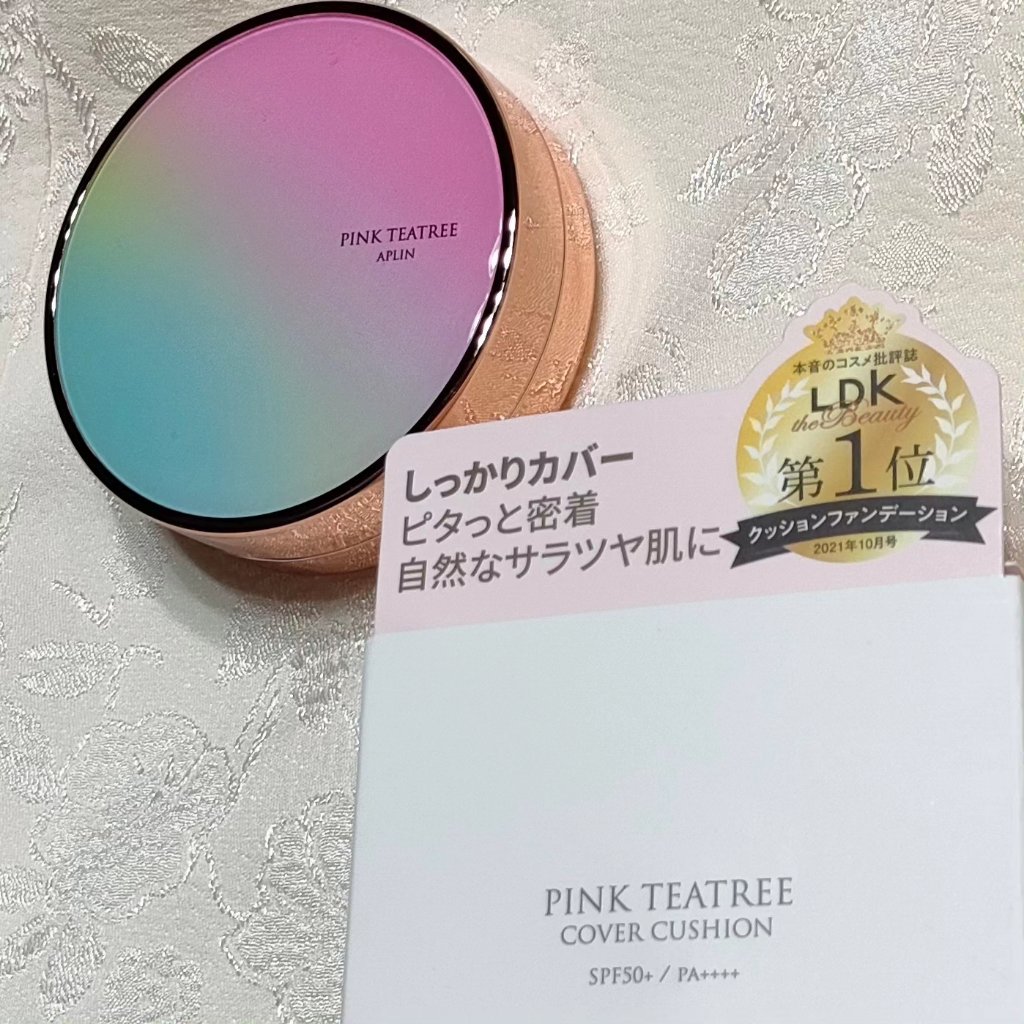 PINK TEATREE
APLIN
本音のコスメ批評誌
LDK
the Beauty
第1位
クッションファンデーション
2021年10月号
しっかりカバー
ピタっと密着
自然なサラツヤ肌に
PINK TEATREE
COVER CUSHION
SPF50+ / PA++++